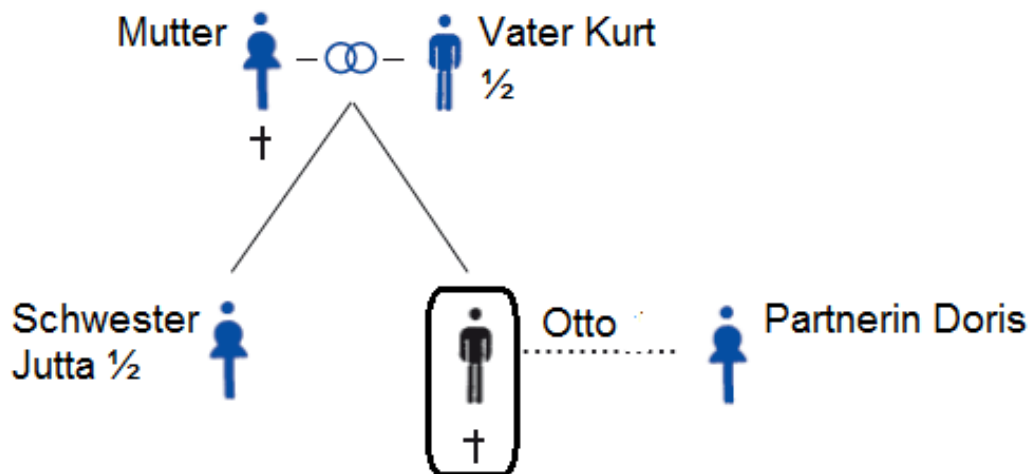 Mutter
Vater Kurt
½
†
Schwester
Jutta ½
Otto
Partnerin Doris
†